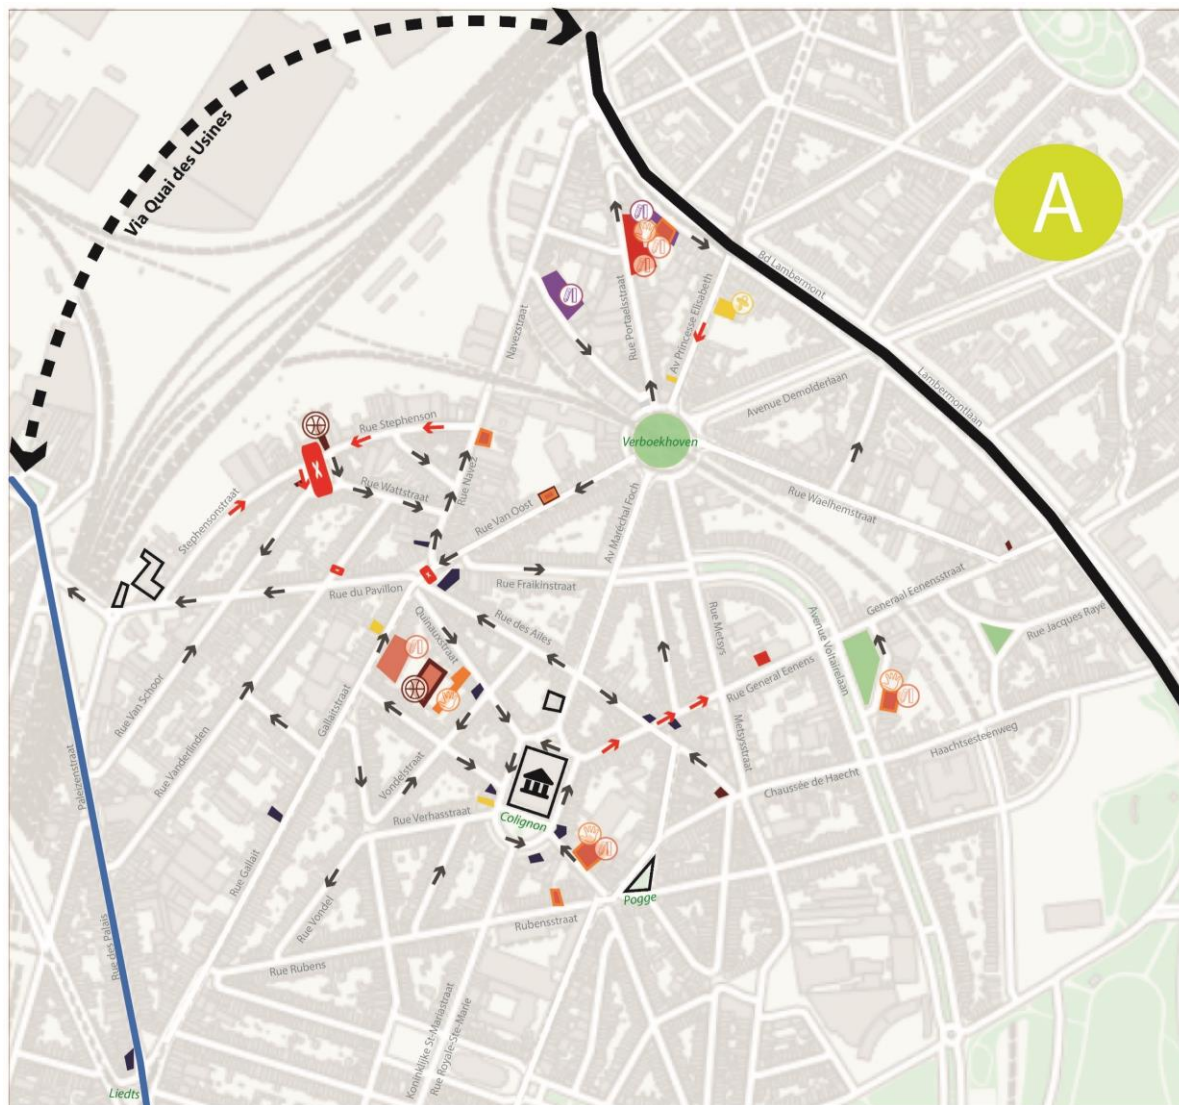 Via Quai des Usines
A
Bd Lambermont
Lambermontlaan
Navezstraat
Rue Portaelsstraat
Av Princesse Elisabeth
Avenue Demolderlaan
Rue Stephenson
Verboekhoven
Rue Navez
Rue Wattstraat
Stephensonstraat
Rue Van Oost
Av Maréchal Foch
Rue Waelhemstraat
Rue du Pavillon
Rue Fraikinstraat
Generaal Eenensstraat
Rue Jacques Rayé
Quinauxstraat
Rue des Ailes
Rue Metsys
Avenue Voltairelaan
Rue General Eenens
Rue Van Schoor
Gallaitstraat
Metsysstraat
Haachtsesteenweg
Paleizenstraat
Rue Vanderlinden
Vondelstraat
Chaussée de Haecht
Rue Verhasstraat
Colignon
Rue Gallait
Rue Vondel
Pogge
Rubensstraat
Rue des Palais
Rue Rubens
Koninklijke St-Mariastraat
Rue Royale-Ste-Marie
Liedts